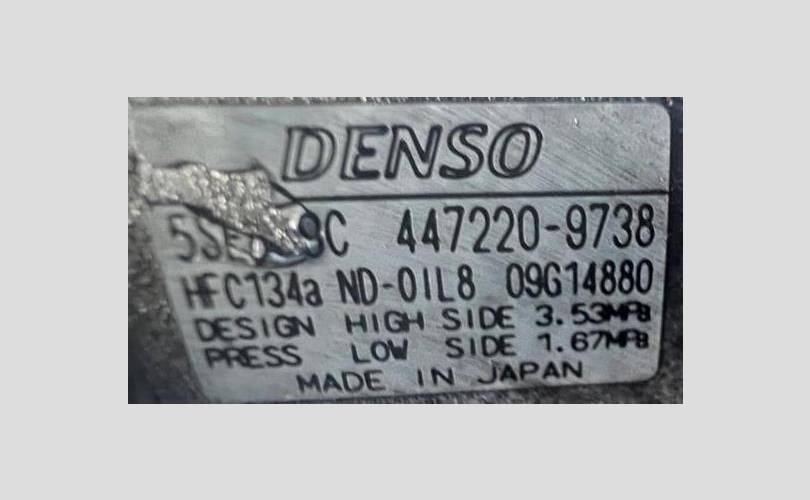 DENSO
447220-9738
HFC134a ND-OIL8 09G14880
DESIGN HIGH SIDE 3.53MPa
PRESS LOW SIDE 1.67MPa
MADE IN JAPAN